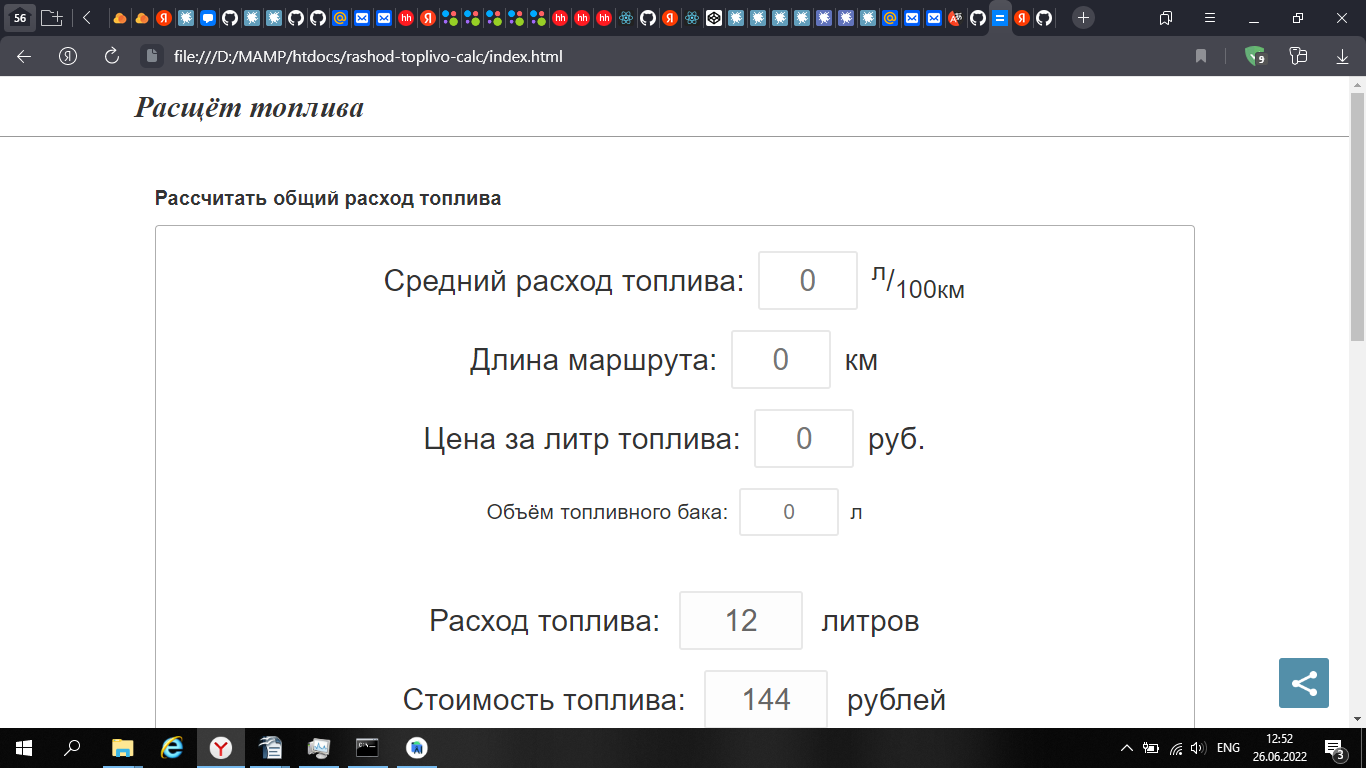 56
file:///D:/MAMP/htdocs/rashod-toplivo-calc/index.html
9
Расщёт топлива
Рассчитать общий расход топлива
Средний расход топлива: 0 л/100км
Длина маршрута: 0 км
Цена за литр топлива: 0 руб.
Объём топливного бака: 0 л
Расход топлива: 12 литров
Стоимость топлива: 144 рублей
ENG
12:52
26.06.2022
3